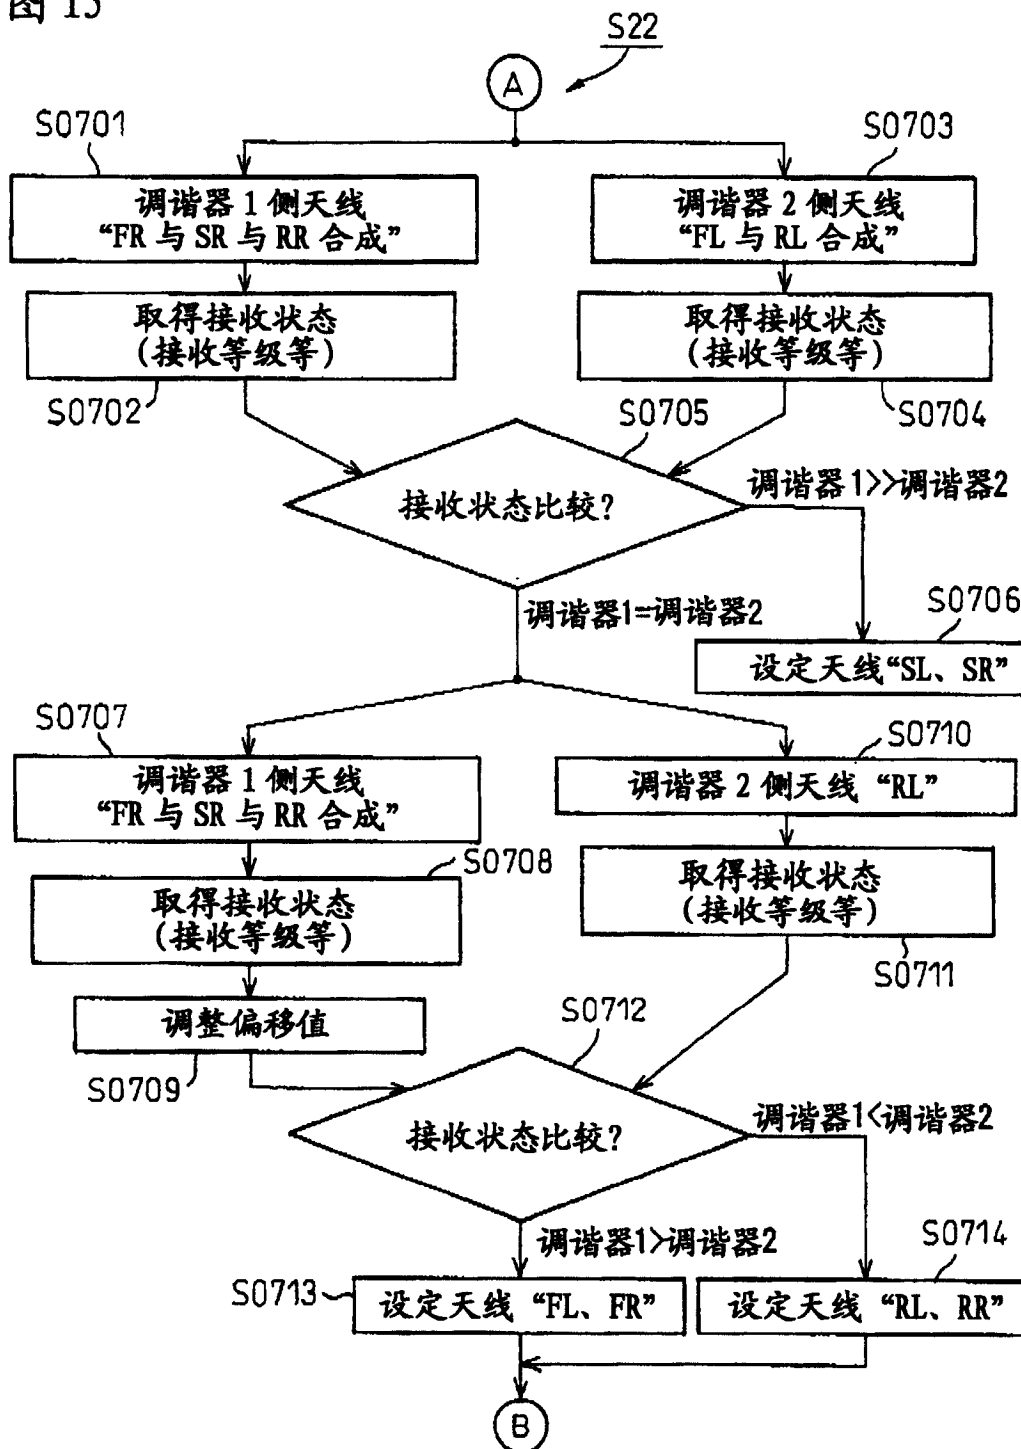 图 15
S22
A
S0701
S0703
调谐器 1 侧天线
“FR 与 SR 与 RR 合成”
调谐器 2 侧天线
“FL 与 RL 合成”
取得接收状态
(接收等级等)
取得接收状态
(接收等级等)
S0702
S0705
S0704
调谐器1>>调谐器2
接收状态比较?
调谐器1=调谐器2
S0706
设定天线“SL、SR”
S0707
S0710
调谐器 1 侧天线
“FR 与 SR 与 RR 合成”
调谐器 2 侧天线 “RL”
S0708
取得接收状态
(接收等级等)
取得接收状态
(接收等级等)
S0711
调整偏移值
S0712
S0709
调谐器1<调谐器2
接收状态比较?
调谐器1>调谐器2
S0714
S0713
设定天线 “FL、FR”
设定天线 “RL、RR”
B